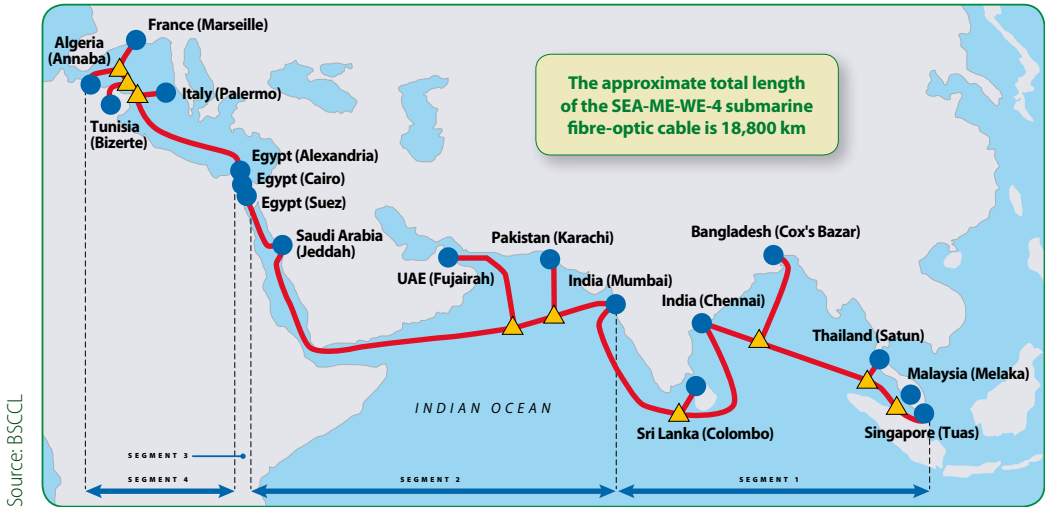 France (Marseille)
Algeria
(Annaba)
Italy (Palermo)
Tunisia
(Bizerte)
The approximate total length
of the SEA-ME-WE-4 submarine
fibre-optic cable is 18,800 km
Egypt (Alexandria)
Egypt (Cairo)
Egypt (Suez)
Saudi Arabia
(Jeddah)
UAE (Fujairah)
Pakistan (Karachi)
India (Mumbai)
Bangladesh (Cox's Bazar)
India (Chennai)
Thailand (Satun)
Malaysia (Melaka)
Singapore (Tuas)
Sri Lanka (Colombo)
INDIAN OCEAN
SEGMENT 3
SEGMENT 4
SEGMENT 2
SEGMENT 1
Source: BSCCL